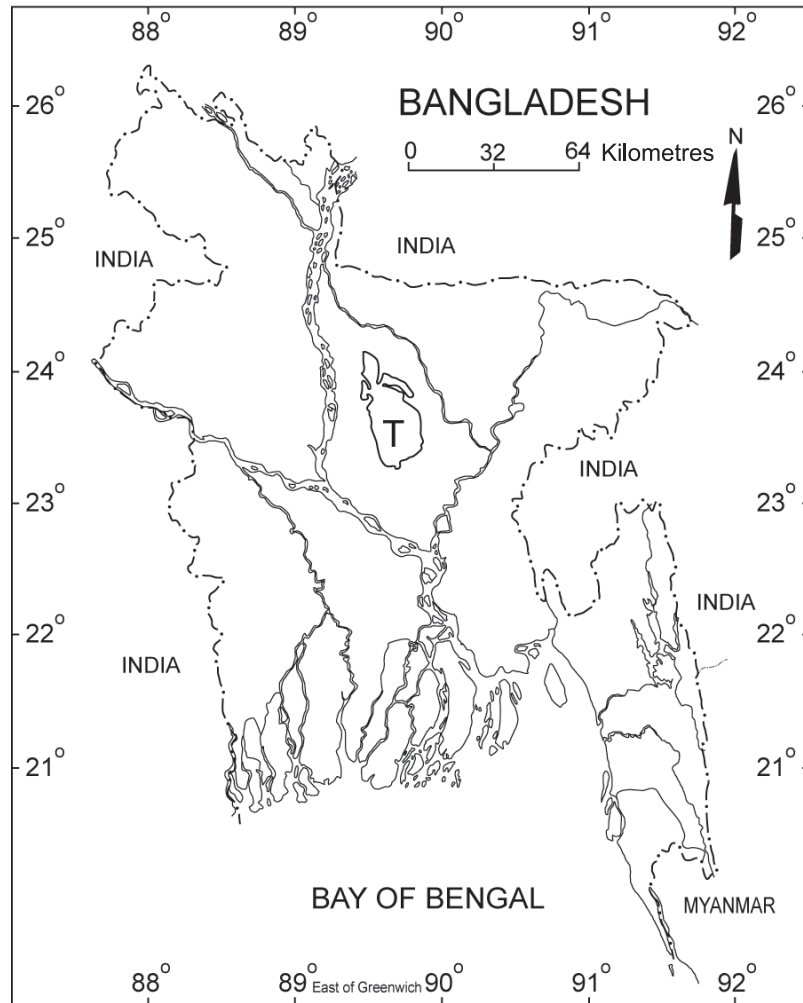 88° 89° 90° 91° 92°
26° 26°
BANGLADESH
0 32 64 Kilometres
N
25° 25°
INDIA INDIA
24° 24°
T
INDIA
23° 23°
INDIA
22° 22°
INDIA
21° 21°
BAY OF BENGAL
MYANMAR
88° 89° East of Greenwich 90° 91° 92°